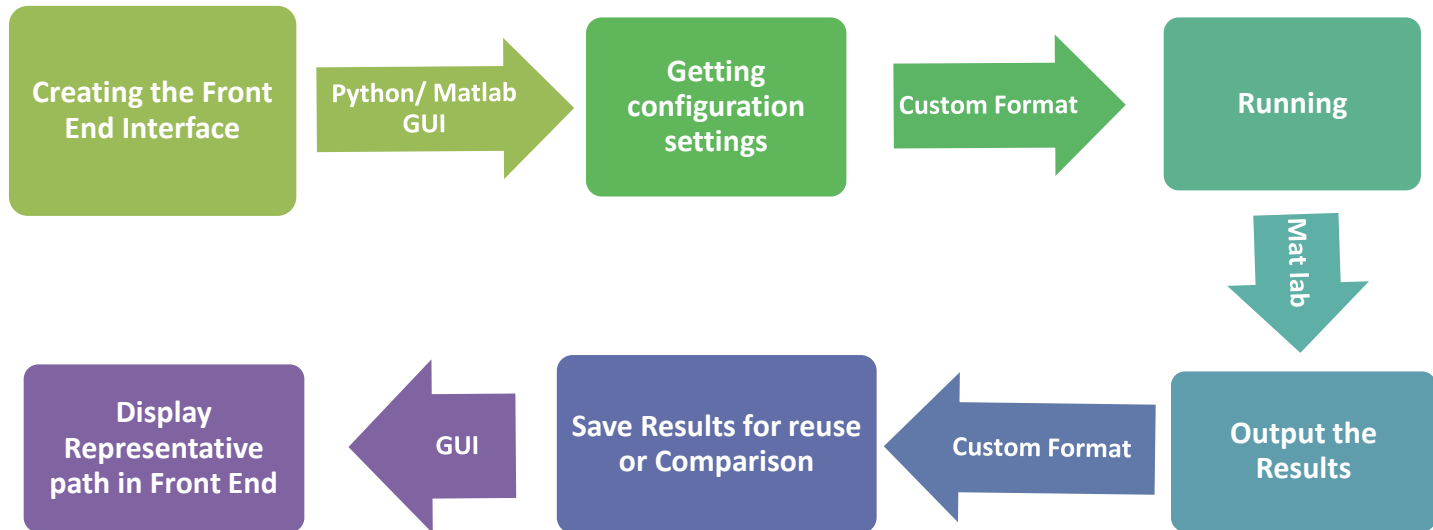 Creating the Front
End Interface
Python/ Matlab
GUI
Getting
configuration
settings
Custom Format
Running
Mat lab
Output the
Results
Custom Format
Save Results for reuse
or Comparison
GUI
Display
Representative
path in Front End